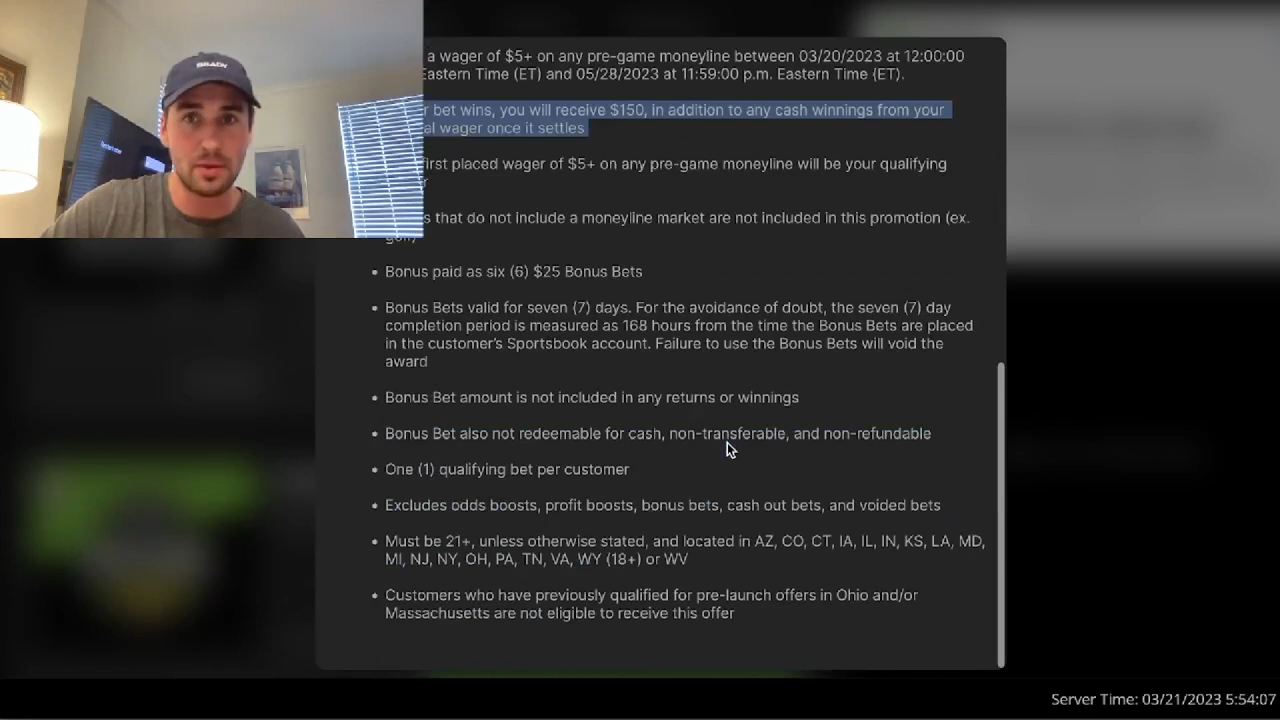 BRADY
a wager of $5+ on any pre-game moneyline between 03/20/2023 at 12:00:00
Eastern Time (ET) and 05/28/2023 at 11:59:00 p.m. Eastern Time (ET).
r bet wins, you will receive $150, in addition to any cash winnings from your
al wager once it settles
first placed wager of $5+ on any pre-game moneyline will be your qualifying
r
s that do not include a moneyline market are not included in this promotion (ex.
• Bonus paid as six (6) $25 Bonus Bets
• Bonus Bets valid for seven (7) days. For the avoidance of doubt, the seven (7) day
completion period is measured as 168 hours from the time the Bonus Bets are placed
in the customer's Sportsbook account. Failure to use the Bonus Bets will void the
award
• Bonus Bet amount is not included in any returns or winnings
• Bonus Bet also not redeemable for cash, non-transferable, and non-refundable
• One (1) qualifying bet per customer
• Excludes odds boosts, profit boosts, bonus bets, cash out bets, and voided bets
• Must be 21+, unless otherwise stated, and located in AZ, CO, CT, IA, IL, IN, KS, LA, MD,
MI, NJ, NY, OH, PA, TN, VA, WY (18+) or WV
• Customers who have previously qualified for pre-launch offers in Ohio and/or
Massachusetts are not eligible to receive this offer
Server Time: 03/21/2023 5:54:07